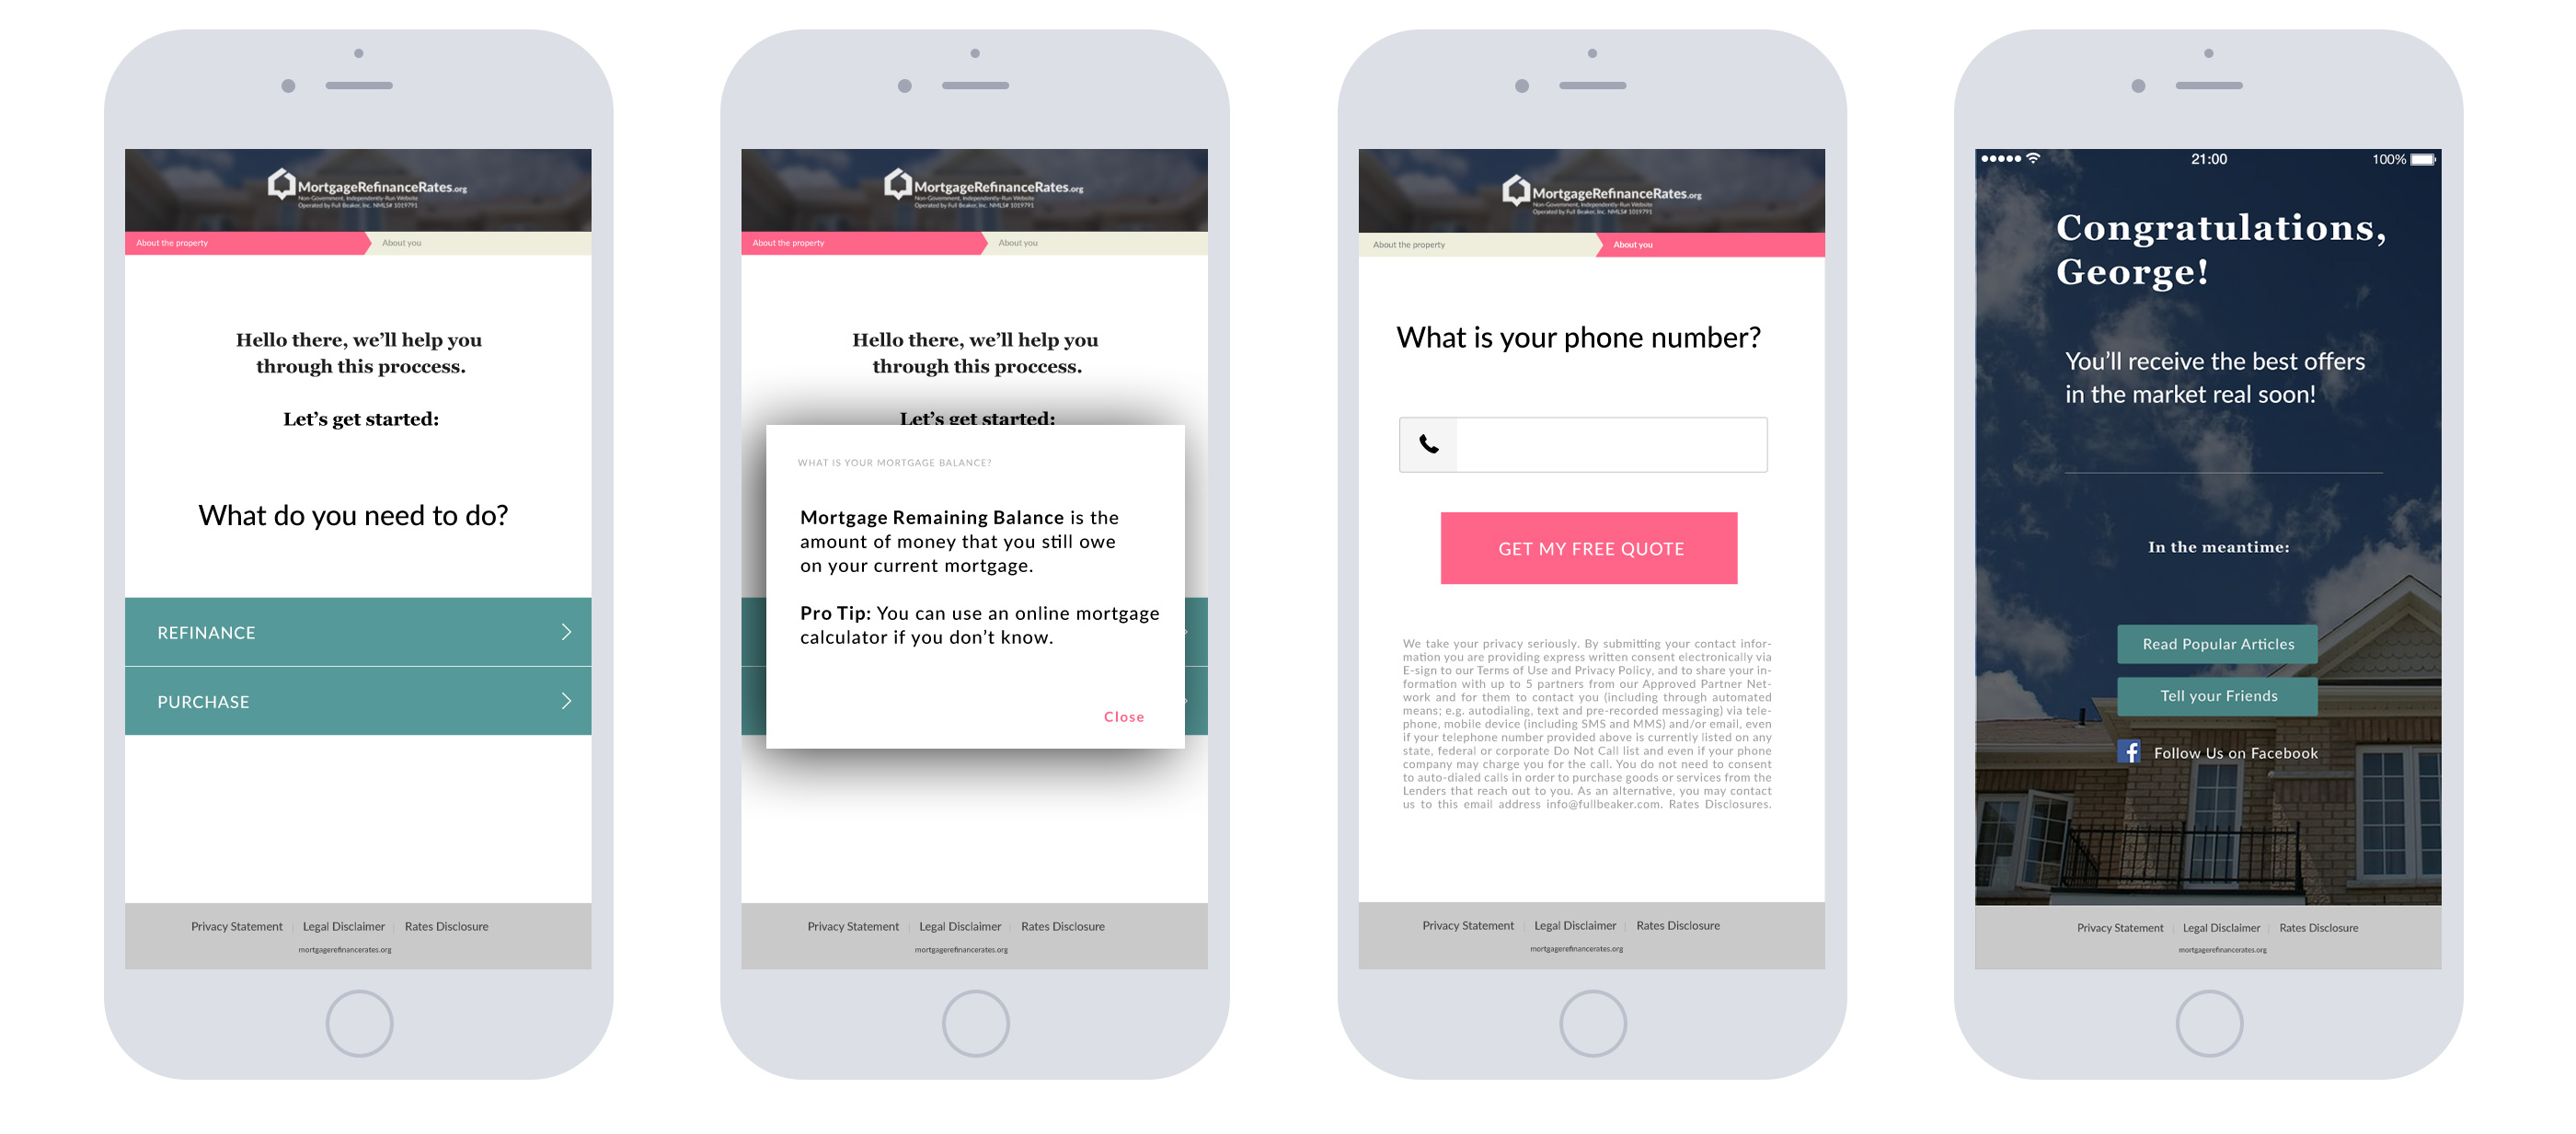 MortgageRefinanceRates.org
Non-Government, Independently-Run Website
Operated by Full Beaker, Inc. NMLS# 1019791
About the property
About you
Hello there, we'll help you
through this proccess.
Let's get started:
What do you need to do?
REFINANCE
PURCHASE
Privacy Statement | Legal Disclaimer | Rates Disclosure
mortgagerefinancerates.org
MortgageRefinanceRates.org
Non-Government, Independently-Run Website
Operated by Full Beaker, Inc. NMLS# 1019791
About the property
About you
Hello there, we'll help you
through this proccess.
Let's get started:
WHAT IS YOUR MORTGAGE BALANCE?
Mortgage Remaining Balance is the
amount of money that you still owe
on your current mortgage.
Pro Tip: You can use an online mortgage
calculator if you don't know.
Close
Privacy Statement | Legal Disclaimer | Rates Disclosure
mortgagerefinancerates.org
MortgageRefinanceRates.org
Non-Government, Independently-Run Website
Operated by Full Beaker, Inc. NMLS# 1019791
About the property
About you
What is your phone number?
GET MY FREE QUOTE
We take your privacy seriously. By submitting your contact infor-
mation you are providing express written consent electronically via
E-sign to our Terms of Use and Privacy Policy, and to share your in-
formation with up to 5 partners from our Approved Partner Net-
work and for them to contact you (including through automated
means; e.g. autodialing, text and pre-recorded messaging) via tele-
phone, mobile device (including SMS and MMS) and/or email, even
if your telephone number provided above is currently listed on any
state, federal or corporate Do Not Call list and even if your phone
company may charge you for the call. You do not need to consent
to auto-dialed calls in order to purchase goods or services from the
Lenders that reach out to you. As an alternative, you may contact
us to this email address info@fullbeaker.com. Rates Disclosures.
Privacy Statement | Legal Disclaimer | Rates Disclosure
mortgagerefinancerates.org
21:00
100%
Congratulations,
George!
You'll receive the best offers
in the market real soon!
In the meantime:
Read Popular Articles
Tell your Friends
Follow Us on Facebook
Privacy Statement | Legal Disclaimer | Rates Disclosure
mortgagerefinancerates.org